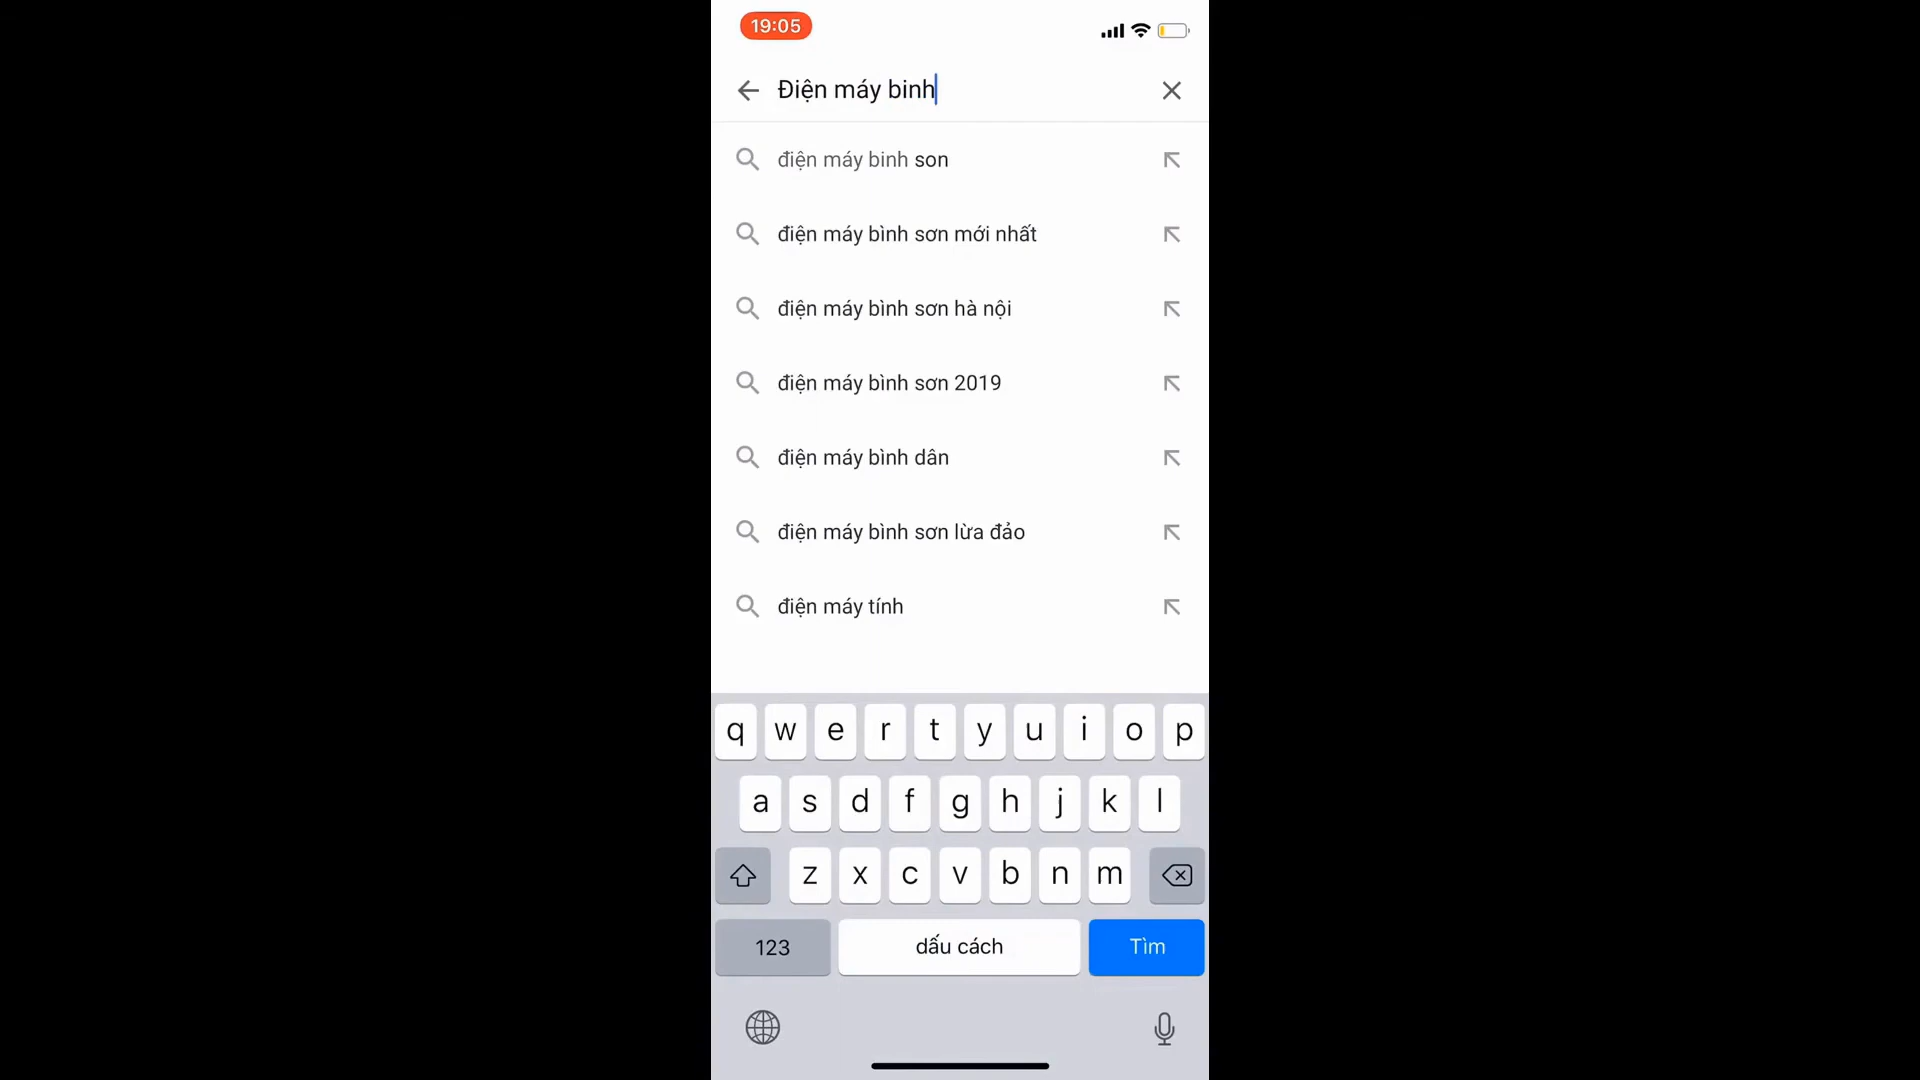 19:05
Điện máy binh
điện máy binh son
điện máy bình sơn mới nhất
điện máy bình sơn hà nội
điện máy bình sơn 2019
điện máy bình dân
điện máy bình sơn lừa đảo
điện máy tính
q w e r t y u i o p
a s d f g h j k l
z x c v b n m
123 dấu cách Tìm